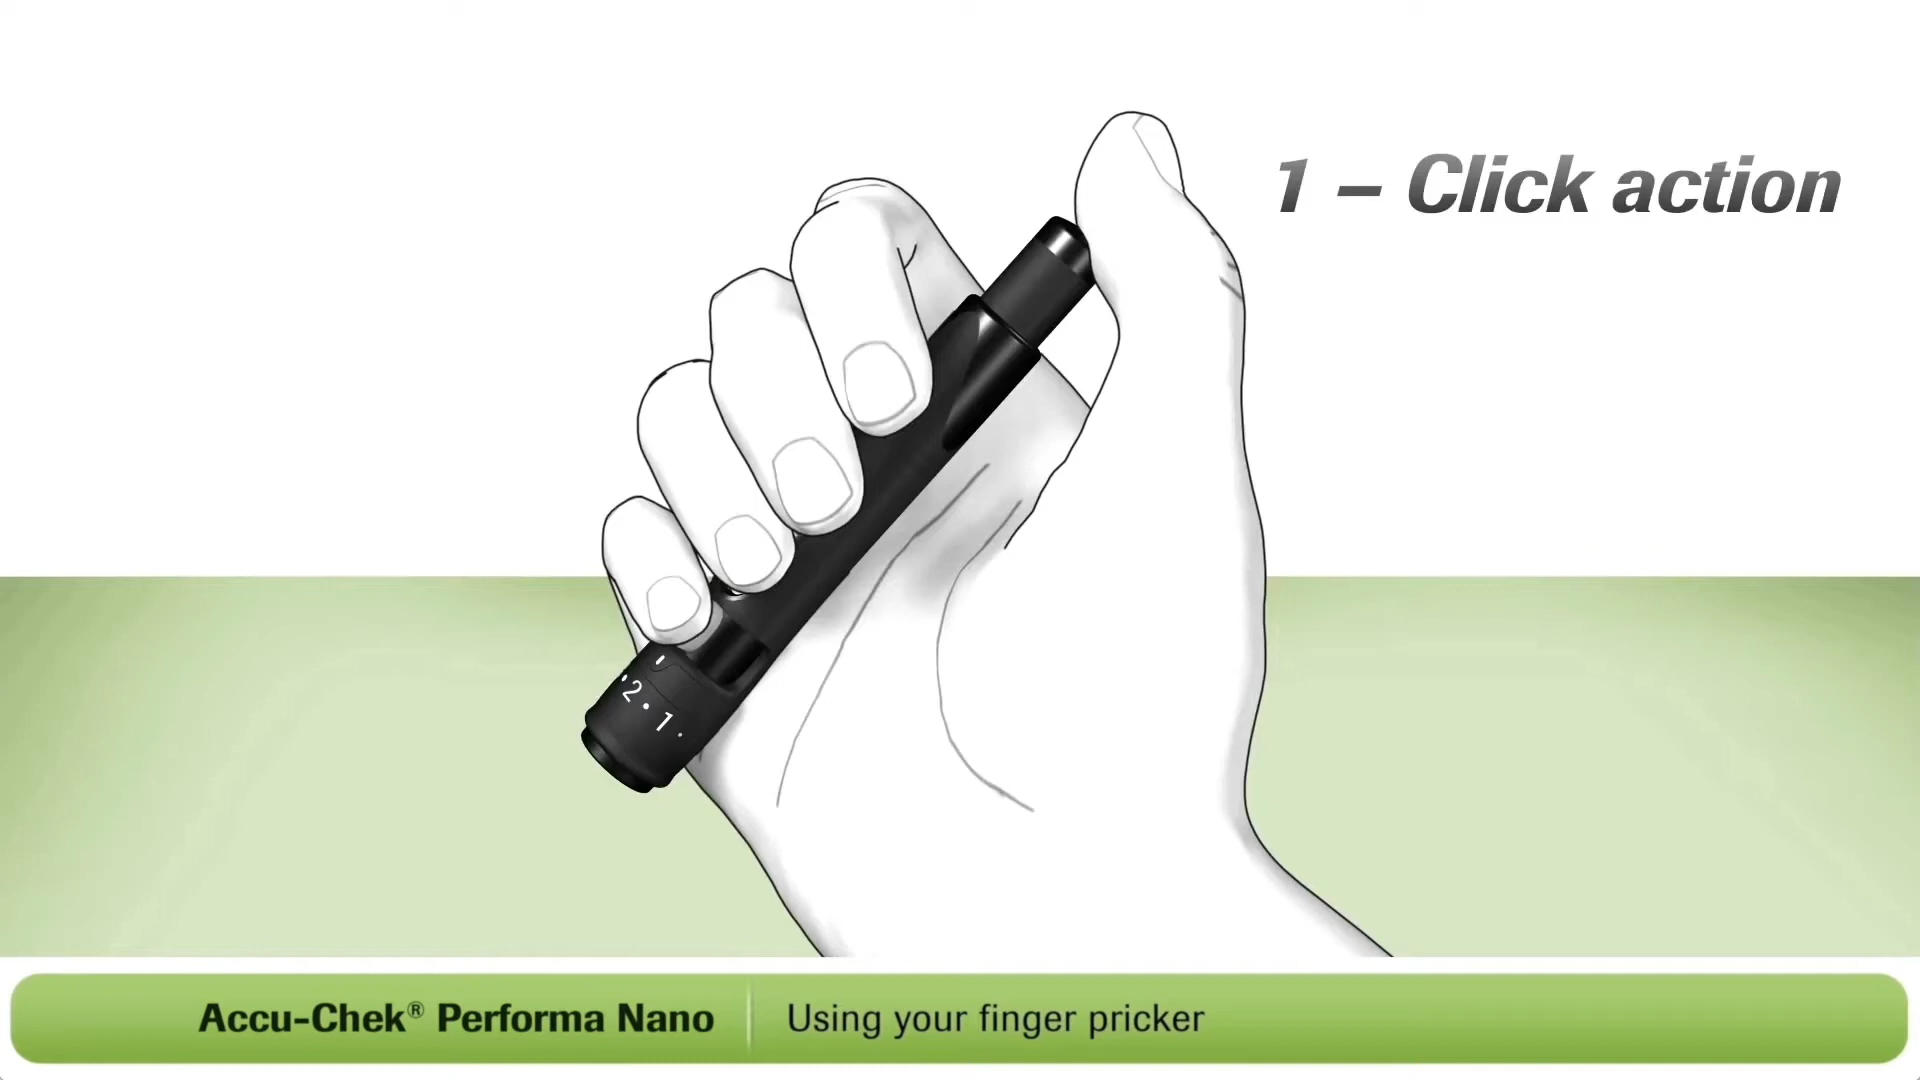 1 – Click action
2 • 1 •
Accu-Chek® Performa Nano
Using your finger pricker